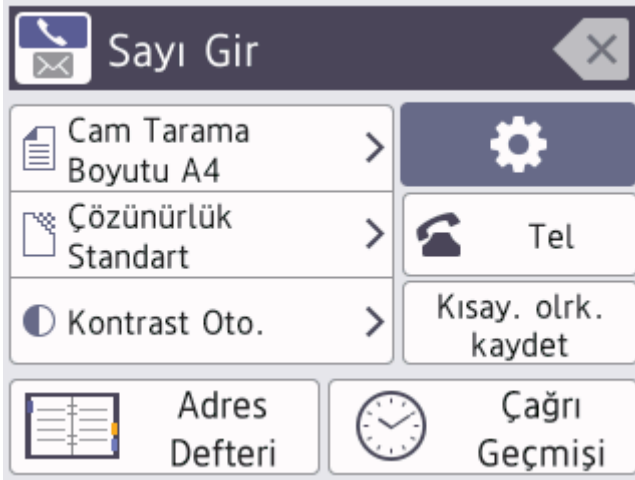 Sayı Gir
Cam Tarama
Boyutu A4
Çözünürlük
Standart
Tel
Kontrast Oto.
Kısay. olrk.
kaydet
Adres
Defteri
Çağrı
Geçmişi